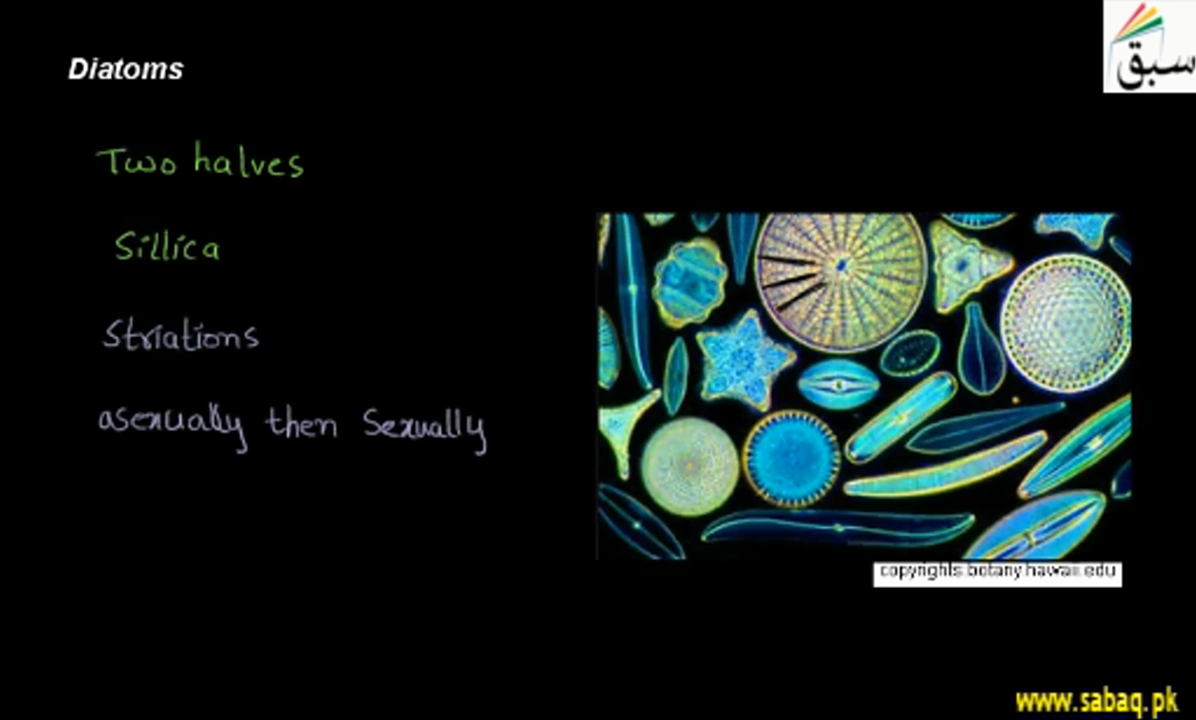 سبق
Diatoms
Two halves
Sillica
Striations
asexually then Sexually
copyrights.botany.hawaii.edu
www.sabaq.pk